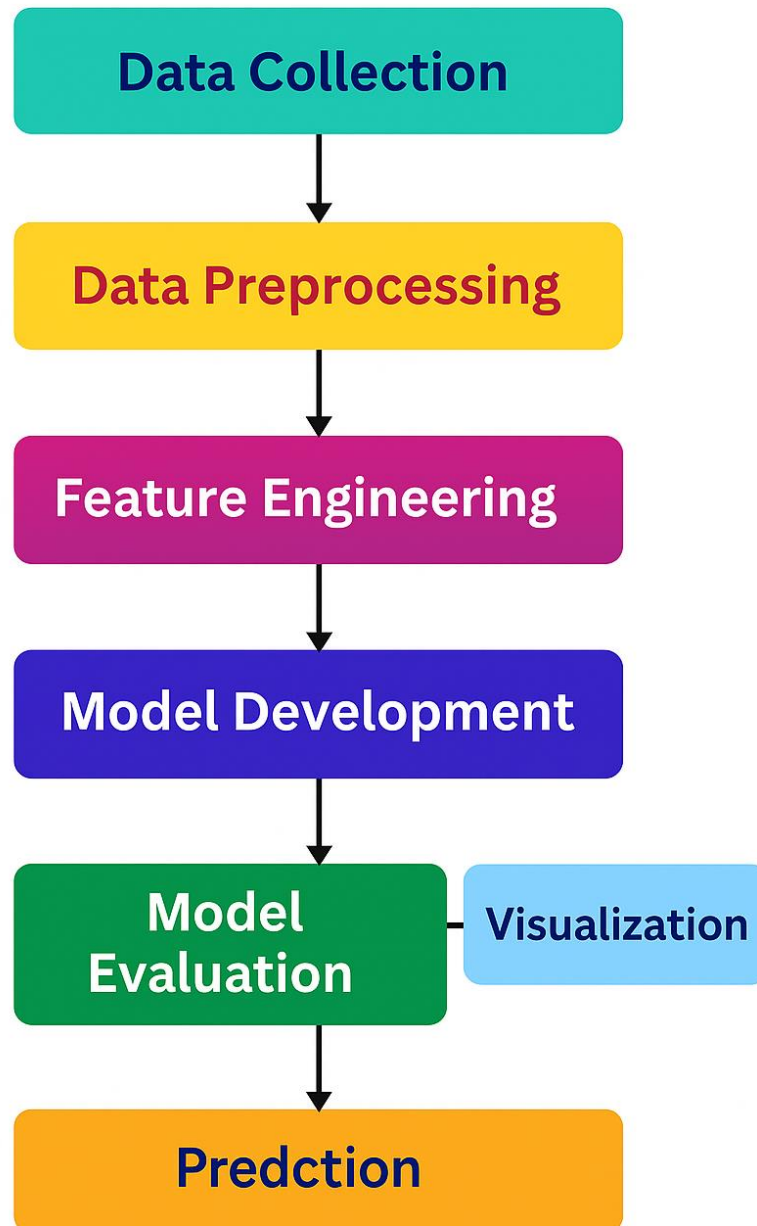 Data Collection
Data Preprocessing
Feature Engineering
Model Development
Model
Evaluation
Visualization
Predction